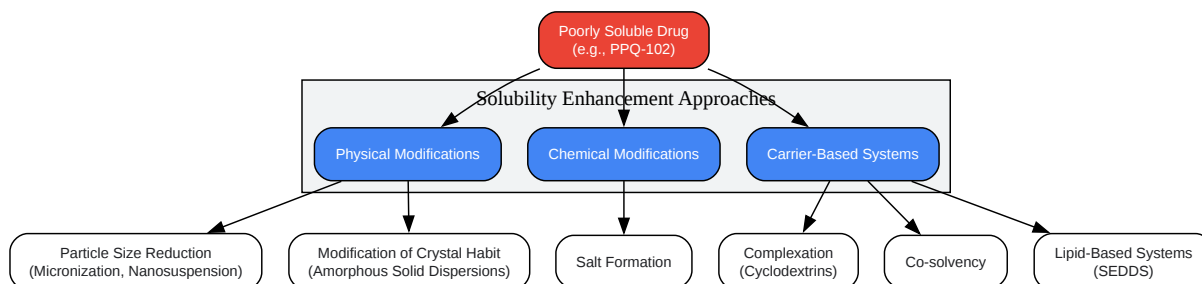 Poorly Soluble Drug
(e.g., PPQ-102)
Solubility Enhancement Approaches
Physical Modifications
Chemical Modifications
Carrier-Based Systems
Particle Size Reduction
(Micronization, Nanosuspension)
Modification of Crystal Habit
(Amorphous Solid Dispersions)
Salt Formation
Complexation
(Cyclodextrins)
Co-solvency
Lipid-Based Systems
(SEDDS)